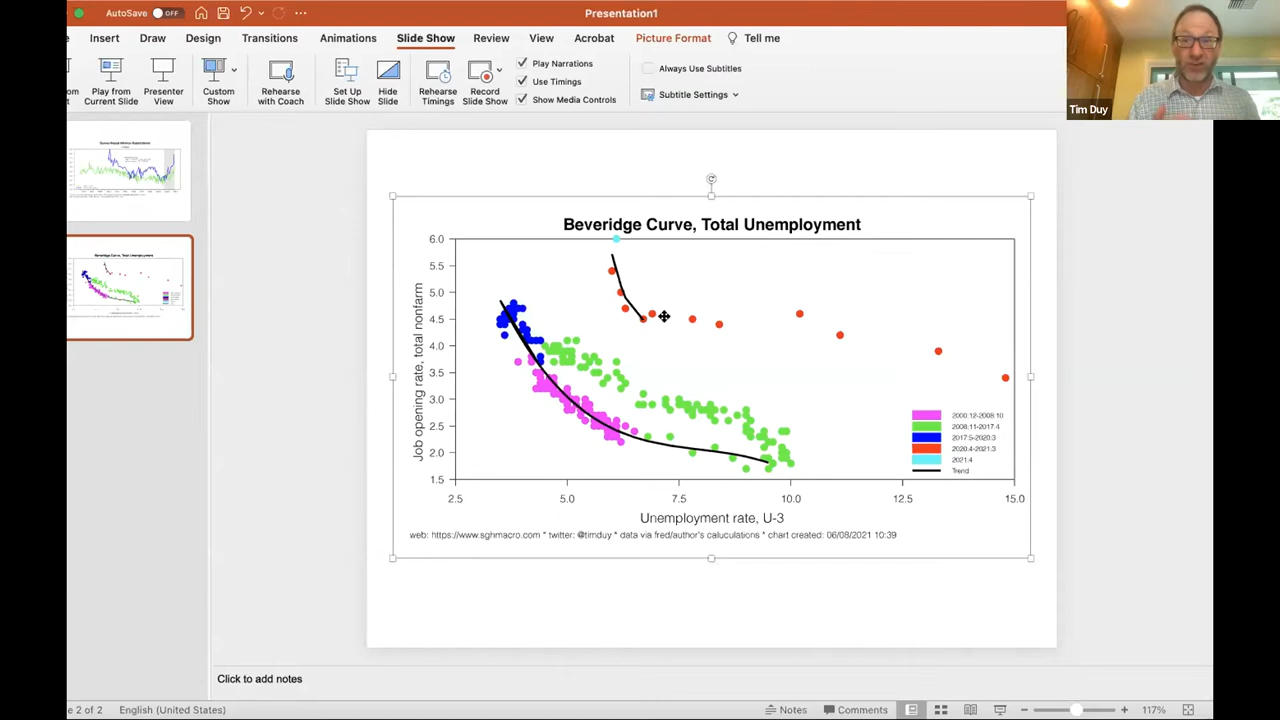 AutoSave OFF
Presentation1
Insert Draw Design Transitions Animations Slide Show Review View Acrobat Picture Format Tell me
Play from Current Slide
Presenter View
Custom Show
Rehearse with Coach
Set Up Slide Show
Hide Slide
Rehearse Timings
Record Slide Show
Play Narrations
Use Timings
Show Media Controls
Always Use Subtitles
Subtitle Settings
Tim Duy
Beveridge Curve, Total Unemployment
Job opening rate, total nonfarm
6.0
5.5
5.0
4.5
4.0
3.5
3.0
2.5
2.0
1.5
2.5 5.0 7.5 10.0 12.5 15.0
2000:12-2008:10
2008:11-2017:4
2017:5-2020:3
2020:4-2021:3
2021:4
Trend
Unemployment rate, U-3
web: https://www.sghmacro.com * twitter: @timduy * data via fred/author's caluculations * chart created: 06/08/2021 10:39
Click to add notes
e 2 of 2 English (United States) Notes Comments 117%